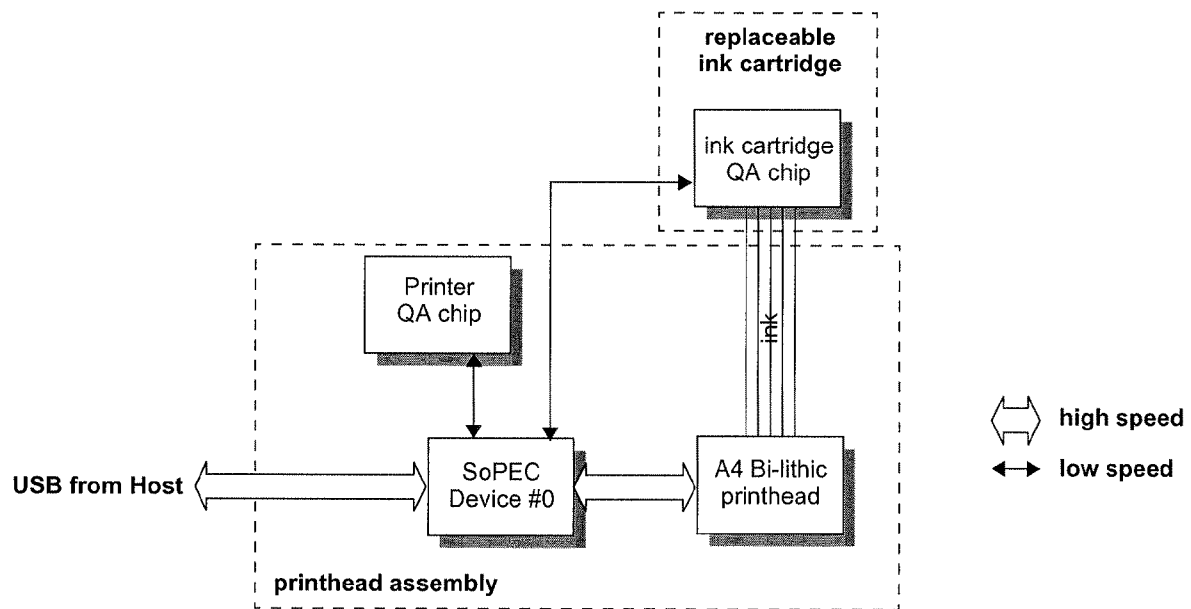 replaceable
ink cartridge
ink cartridge
QA chip
Printer
QA chip
ink
high speed
low speed
USB from Host
SoPEC
Device #0
A4 Bi-lithic
printhead
printhead assembly